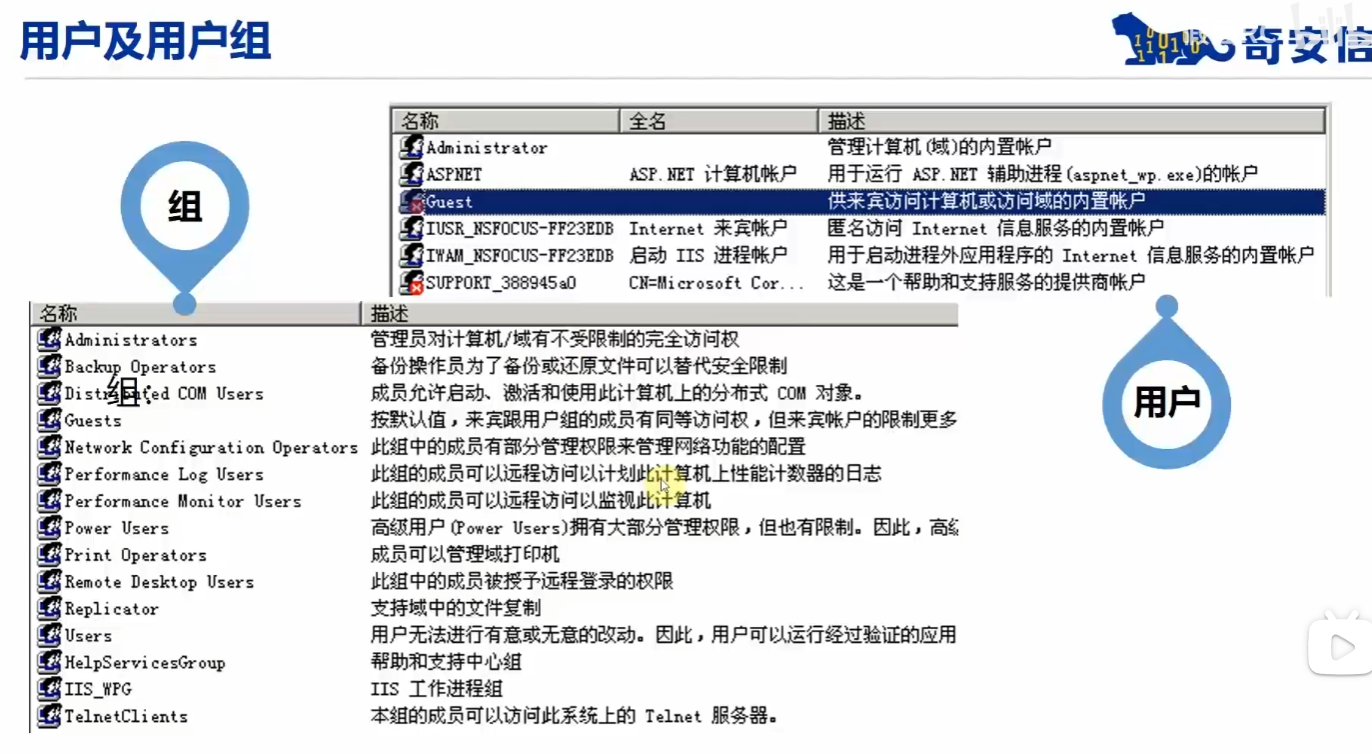 用户及用户组
奇安信
名称 全名 描述
Administrator 管理计算机(域)的内置帐户
ASPNET ASP.NET 计算机帐户 用于运行 ASP.NET 辅助进程(aspnet_wp.exe)的帐户
Guest 供来宾访问计算机或访问域的内置帐户
IUSR_NSFOCUS-FF23EDB Internet 来宾帐户 匿名访问 Internet 信息服务的内置帐户
IWAM_NSFOCUS-FF23EDB 启动 IIS 进程帐户 用于启动进程外应用程序的 Internet 信息服务的内置帐户
SUPPORT_388945a0 CN=Microsoft Cor... 这是一个帮助和支持服务的提供商帐户
组
用户
名称 描述
Administrators 管理员对计算机/域有不受限制的完全访问权
Backup Operators 备份操作员为了备份或还原文件可以替代安全限制
组：
Distributed COM Users 成员允许启动、激活和使用此计算机上的分布式 COM 对象。
Guests 按默认值，来宾跟用户组的成员有同等访问权，但来宾帐户的限制更多
Network Configuration Operators 此组中的成员有部分管理权限来管理网络功能的配置
Performance Log Users 此组的成员可以远程访问以计划此计算机上性能计数器的日志
Performance Monitor Users 此组的成员可以远程访问以监视此计算机
Power Users 高级用户(Power Users)拥有大部分管理权限，但也有限制。因此，高级
Print Operators 成员可以管理域打印机
Remote Desktop Users 此组中的成员被授予远程登录的权限
Replicator 支持域中的文件复制
Users 用户无法进行有意或无意的改动。因此，用户可以运行经过验证的应用
HelpServicesGroup 帮助和支持中心组
IIS_WPG IIS 工作进程组
TelnetClients 本组的成员可以访问此系统上的 Telnet 服务器。